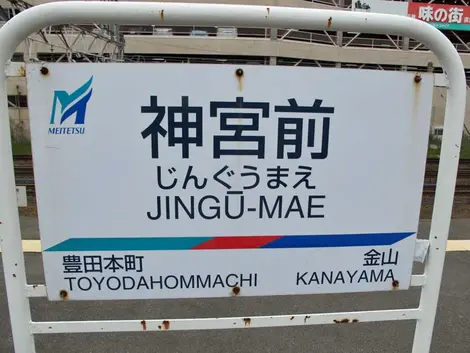 味の街
MEITETSU
神宮前
じんぐうまえ
JINGŪ-MAE
豊田本町
TOYODAHOMMACHI
金山
KANAYAMA